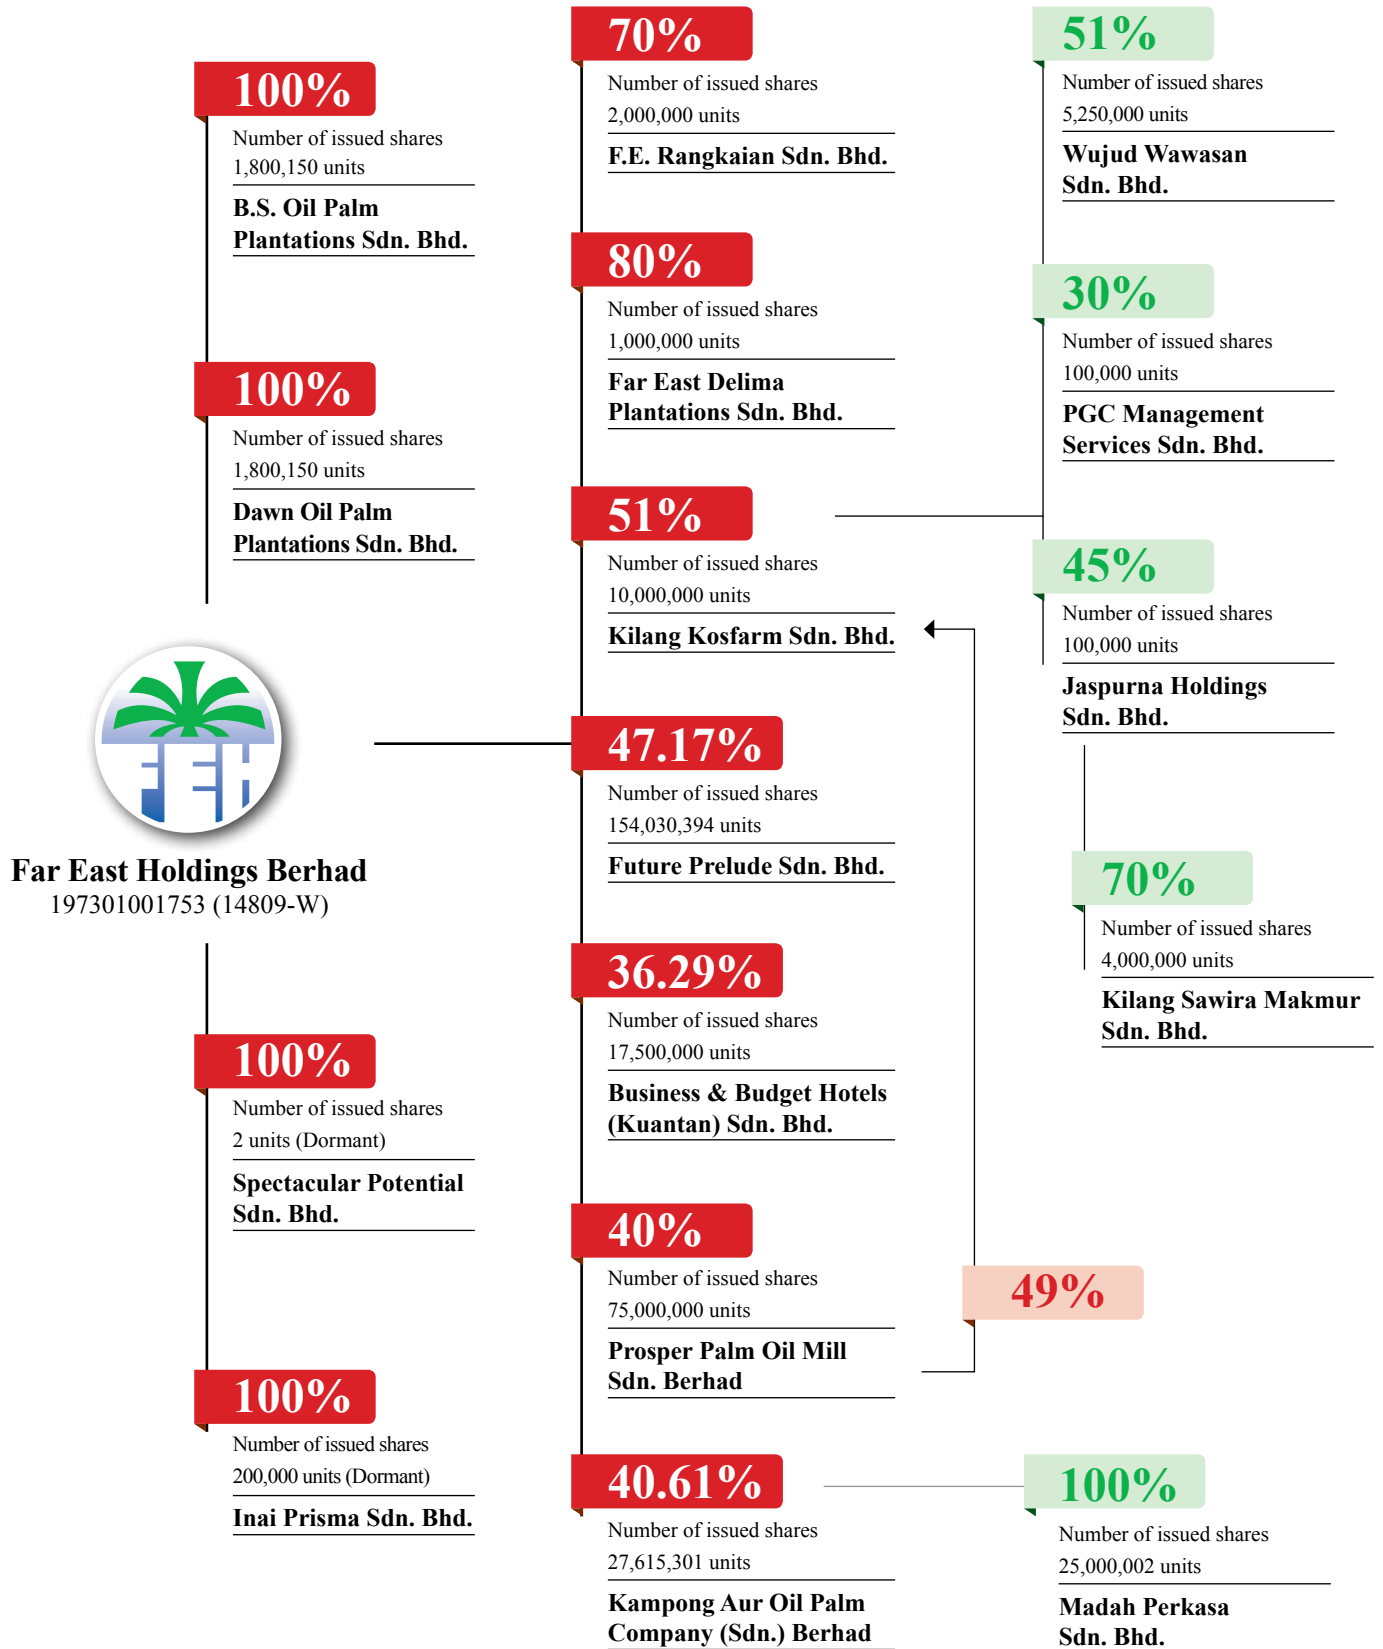 100%
Number of issued shares
1,800,150 units
B.S. Oil Palm
Plantations Sdn. Bhd.
100%
Number of issued shares
1,800,150 units
Dawn Oil Palm
Plantations Sdn. Bhd.
FEH
Far East Holdings Berhad
197301001753 (14809-W)
100%
Number of issued shares
2 units (Dormant)
Spectacular Potential
Sdn. Bhd.
100%
Number of issued shares
200,000 units (Dormant)
Inai Prisma Sdn. Bhd.
70%
Number of issued shares
2,000,000 units
F.E. Rangkaian Sdn. Bhd.
80%
Number of issued shares
1,000,000 units
Far East Delima
Plantations Sdn. Bhd.
51%
Number of issued shares
10,000,000 units
Kilang Kosfarm Sdn. Bhd.
47.17%
Number of issued shares
154,030,394 units
Future Prelude Sdn. Bhd.
36.29%
Number of issued shares
17,500,000 units
Business & Budget Hotels
(Kuantan) Sdn. Bhd.
40%
Number of issued shares
75,000,000 units
Prosper Palm Oil Mill
Sdn. Berhad
49%
40.61%
Number of issued shares
27,615,301 units
Kampong Aur Oil Palm
Company (Sdn.) Berhad
51%
Number of issued shares
5,250,000 units
Wujud Wawasan
Sdn. Bhd.
30%
Number of issued shares
100,000 units
PGC Management
Services Sdn. Bhd.
45%
Number of issued shares
100,000 units
Jaspurna Holdings
Sdn. Bhd.
70%
Number of issued shares
4,000,000 units
Kilang Sawira Makmur
Sdn. Bhd.
100%
Number of issued shares
25,000,002 units
Madah Perkasa
Sdn. Bhd.